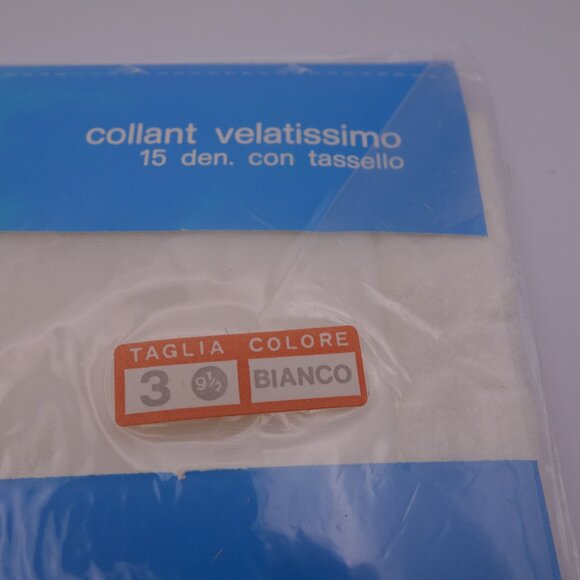 collant velatissimo
15 den. con tassello
TAGLIA COLORE
3 9½ BIANCO